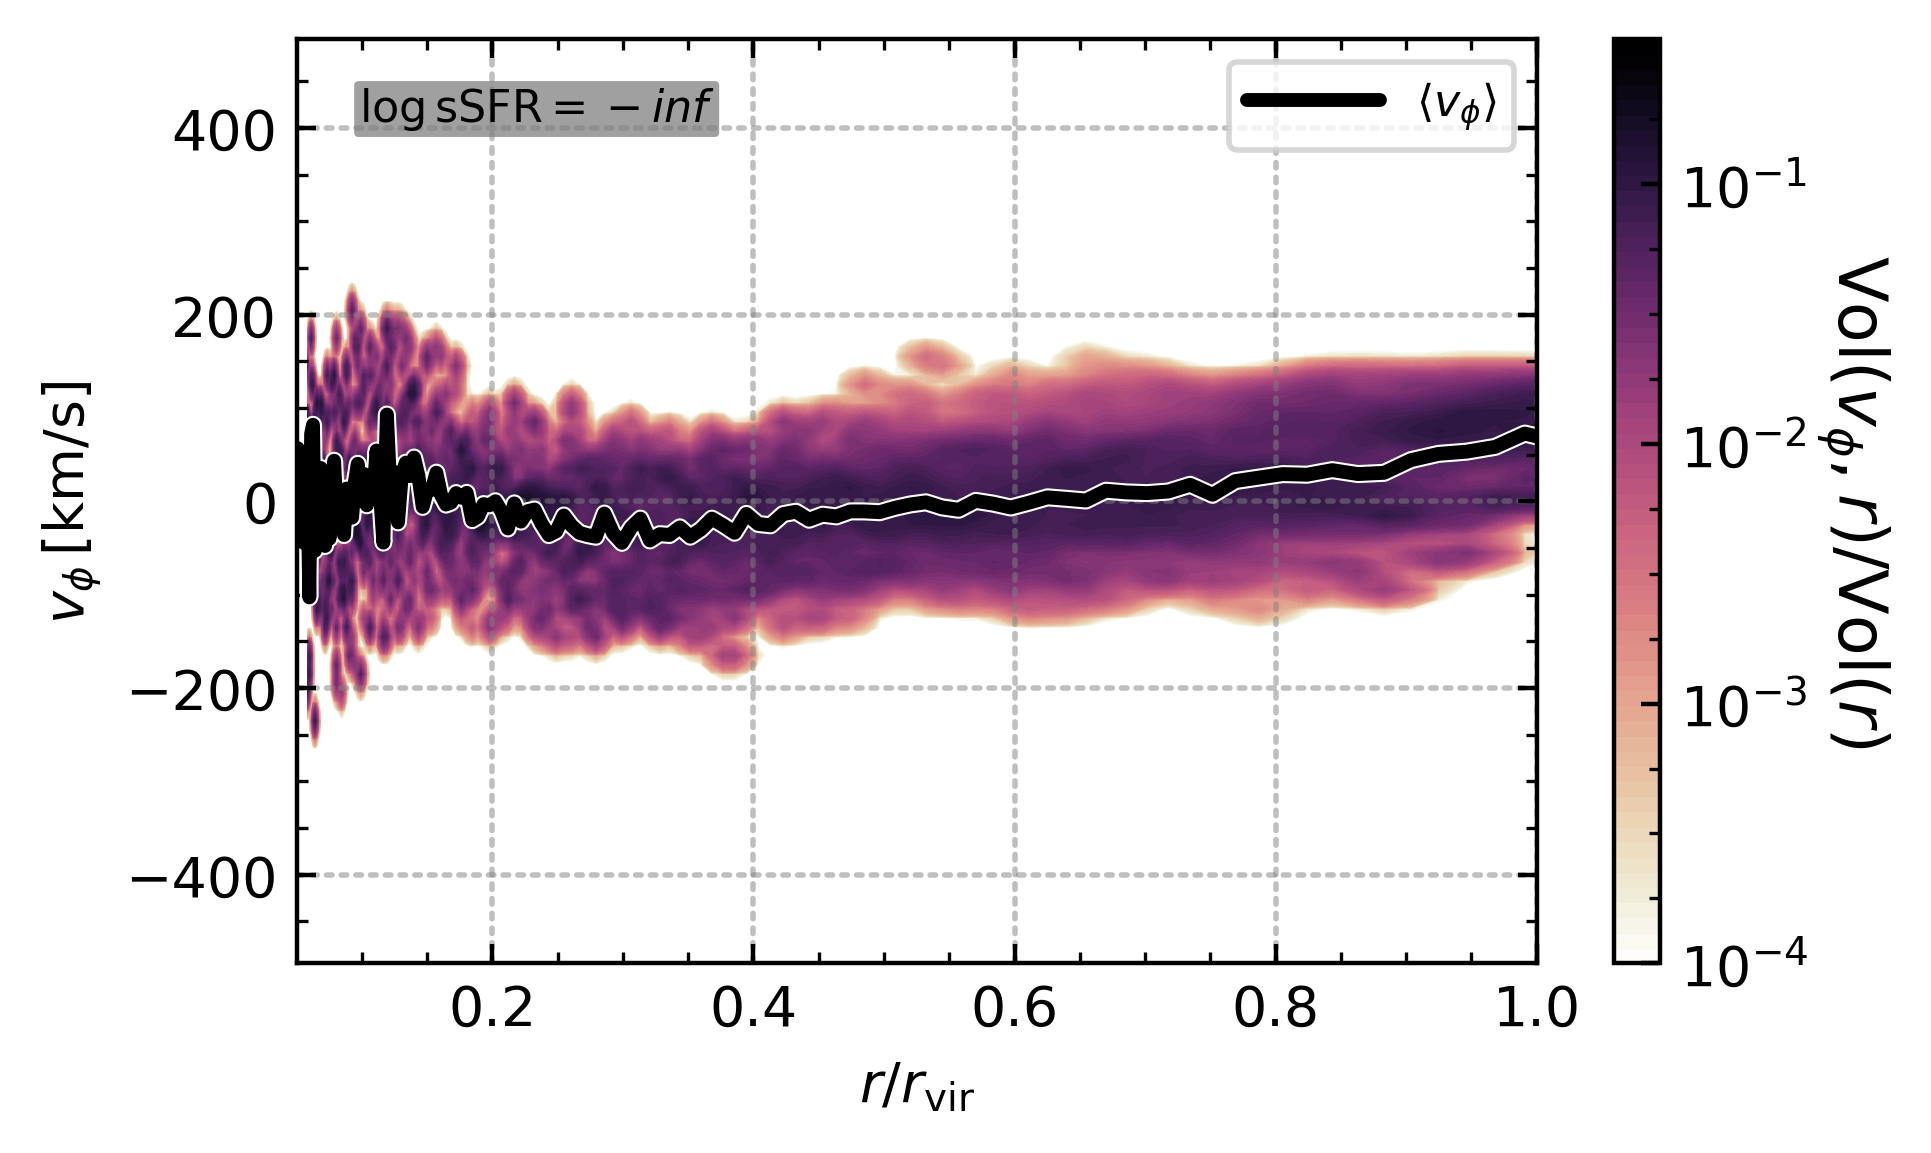 log sSFR = −inf
⟨v_ϕ⟩
400
200
0
−200
−400
v_ϕ [km/s]
0.2
0.4
0.6
0.8
1.0
r/r_vir
10^−1
10^−2
10^−3
10^−4
Vol(v_ϕ, r)/Vol(r)